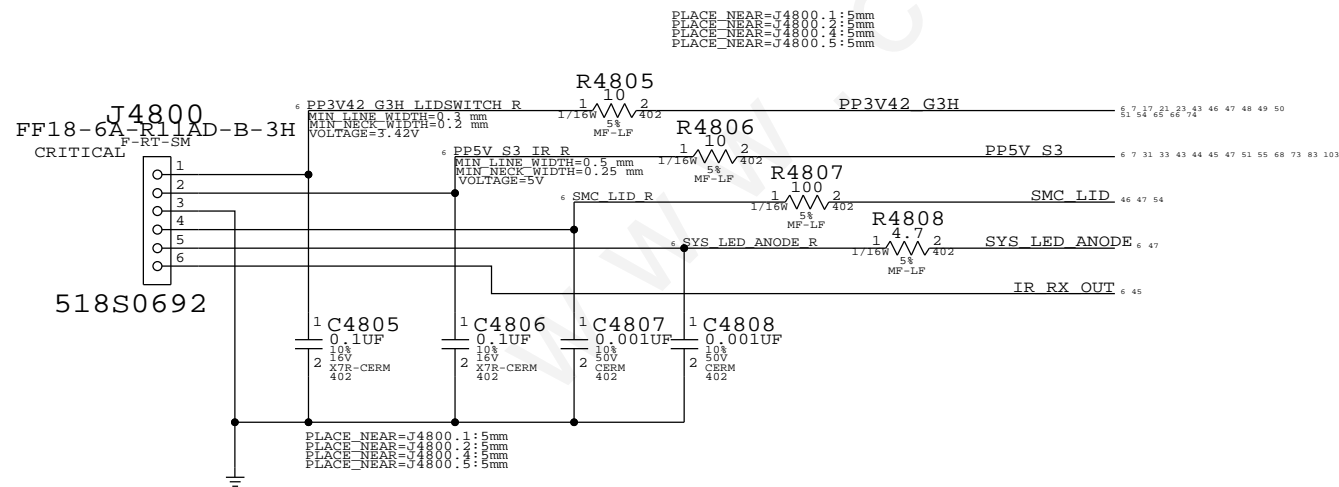 PLACE_NEAR=J4800.1:5mm
PLACE_NEAR=J4800.2:5mm
PLACE_NEAR=J4800.4:5mm
PLACE_NEAR=J4800.5:5mm
J4800
FF18-6A-R11AD-B-3H
F-RT-SM
CRITICAL
1
2
3
4
5
6
518S0692
6 PP3V42_G3H_LIDSWITCH_R
MIN_LINE_WIDTH=0.3 mm
MIN_NECK_WIDTH=0.2 mm
VOLTAGE=3.42V
R4805
10
1 2
1/16W 402
5%
MF-LF
PP3V42_G3H
6 7 17 21 23 43 46 47 48 49 50
51 54 65 66 74
6 PP5V_S3_IR_R
MIN_LINE_WIDTH=0.5 mm
MIN_NECK_WIDTH=0.25 mm
VOLTAGE=5V
R4806
10
1 2
1/16W 402
5%
MF-LF
PP5V_S3
6 7 31 33 43 44 45 47 51 55 68 73 83 103
6 SMC_LID_R
R4807
100
1 2
1/16W 402
5%
MF-LF
SMC_LID
46 47 54
6 SYS_LED_ANODE_R
R4808
4.7
1 2
1/16W 402
5%
MF-LF
SYS_LED_ANODE
6 47
IR_RX_OUT
6 45
1
C4805
0.1UF
10%
16V
2
X7R-CERM
402
1
C4806
0.1UF
10%
16V
2
X7R-CERM
402
1
C4807
0.001UF
10%
50V
2
CERM
402
1
C4808
0.001UF
10%
50V
2
CERM
402
PLACE_NEAR=J4800.1:5mm
PLACE_NEAR=J4800.2:5mm
PLACE_NEAR=J4800.4:5mm
PLACE_NEAR=J4800.5:5mm
w w w . c